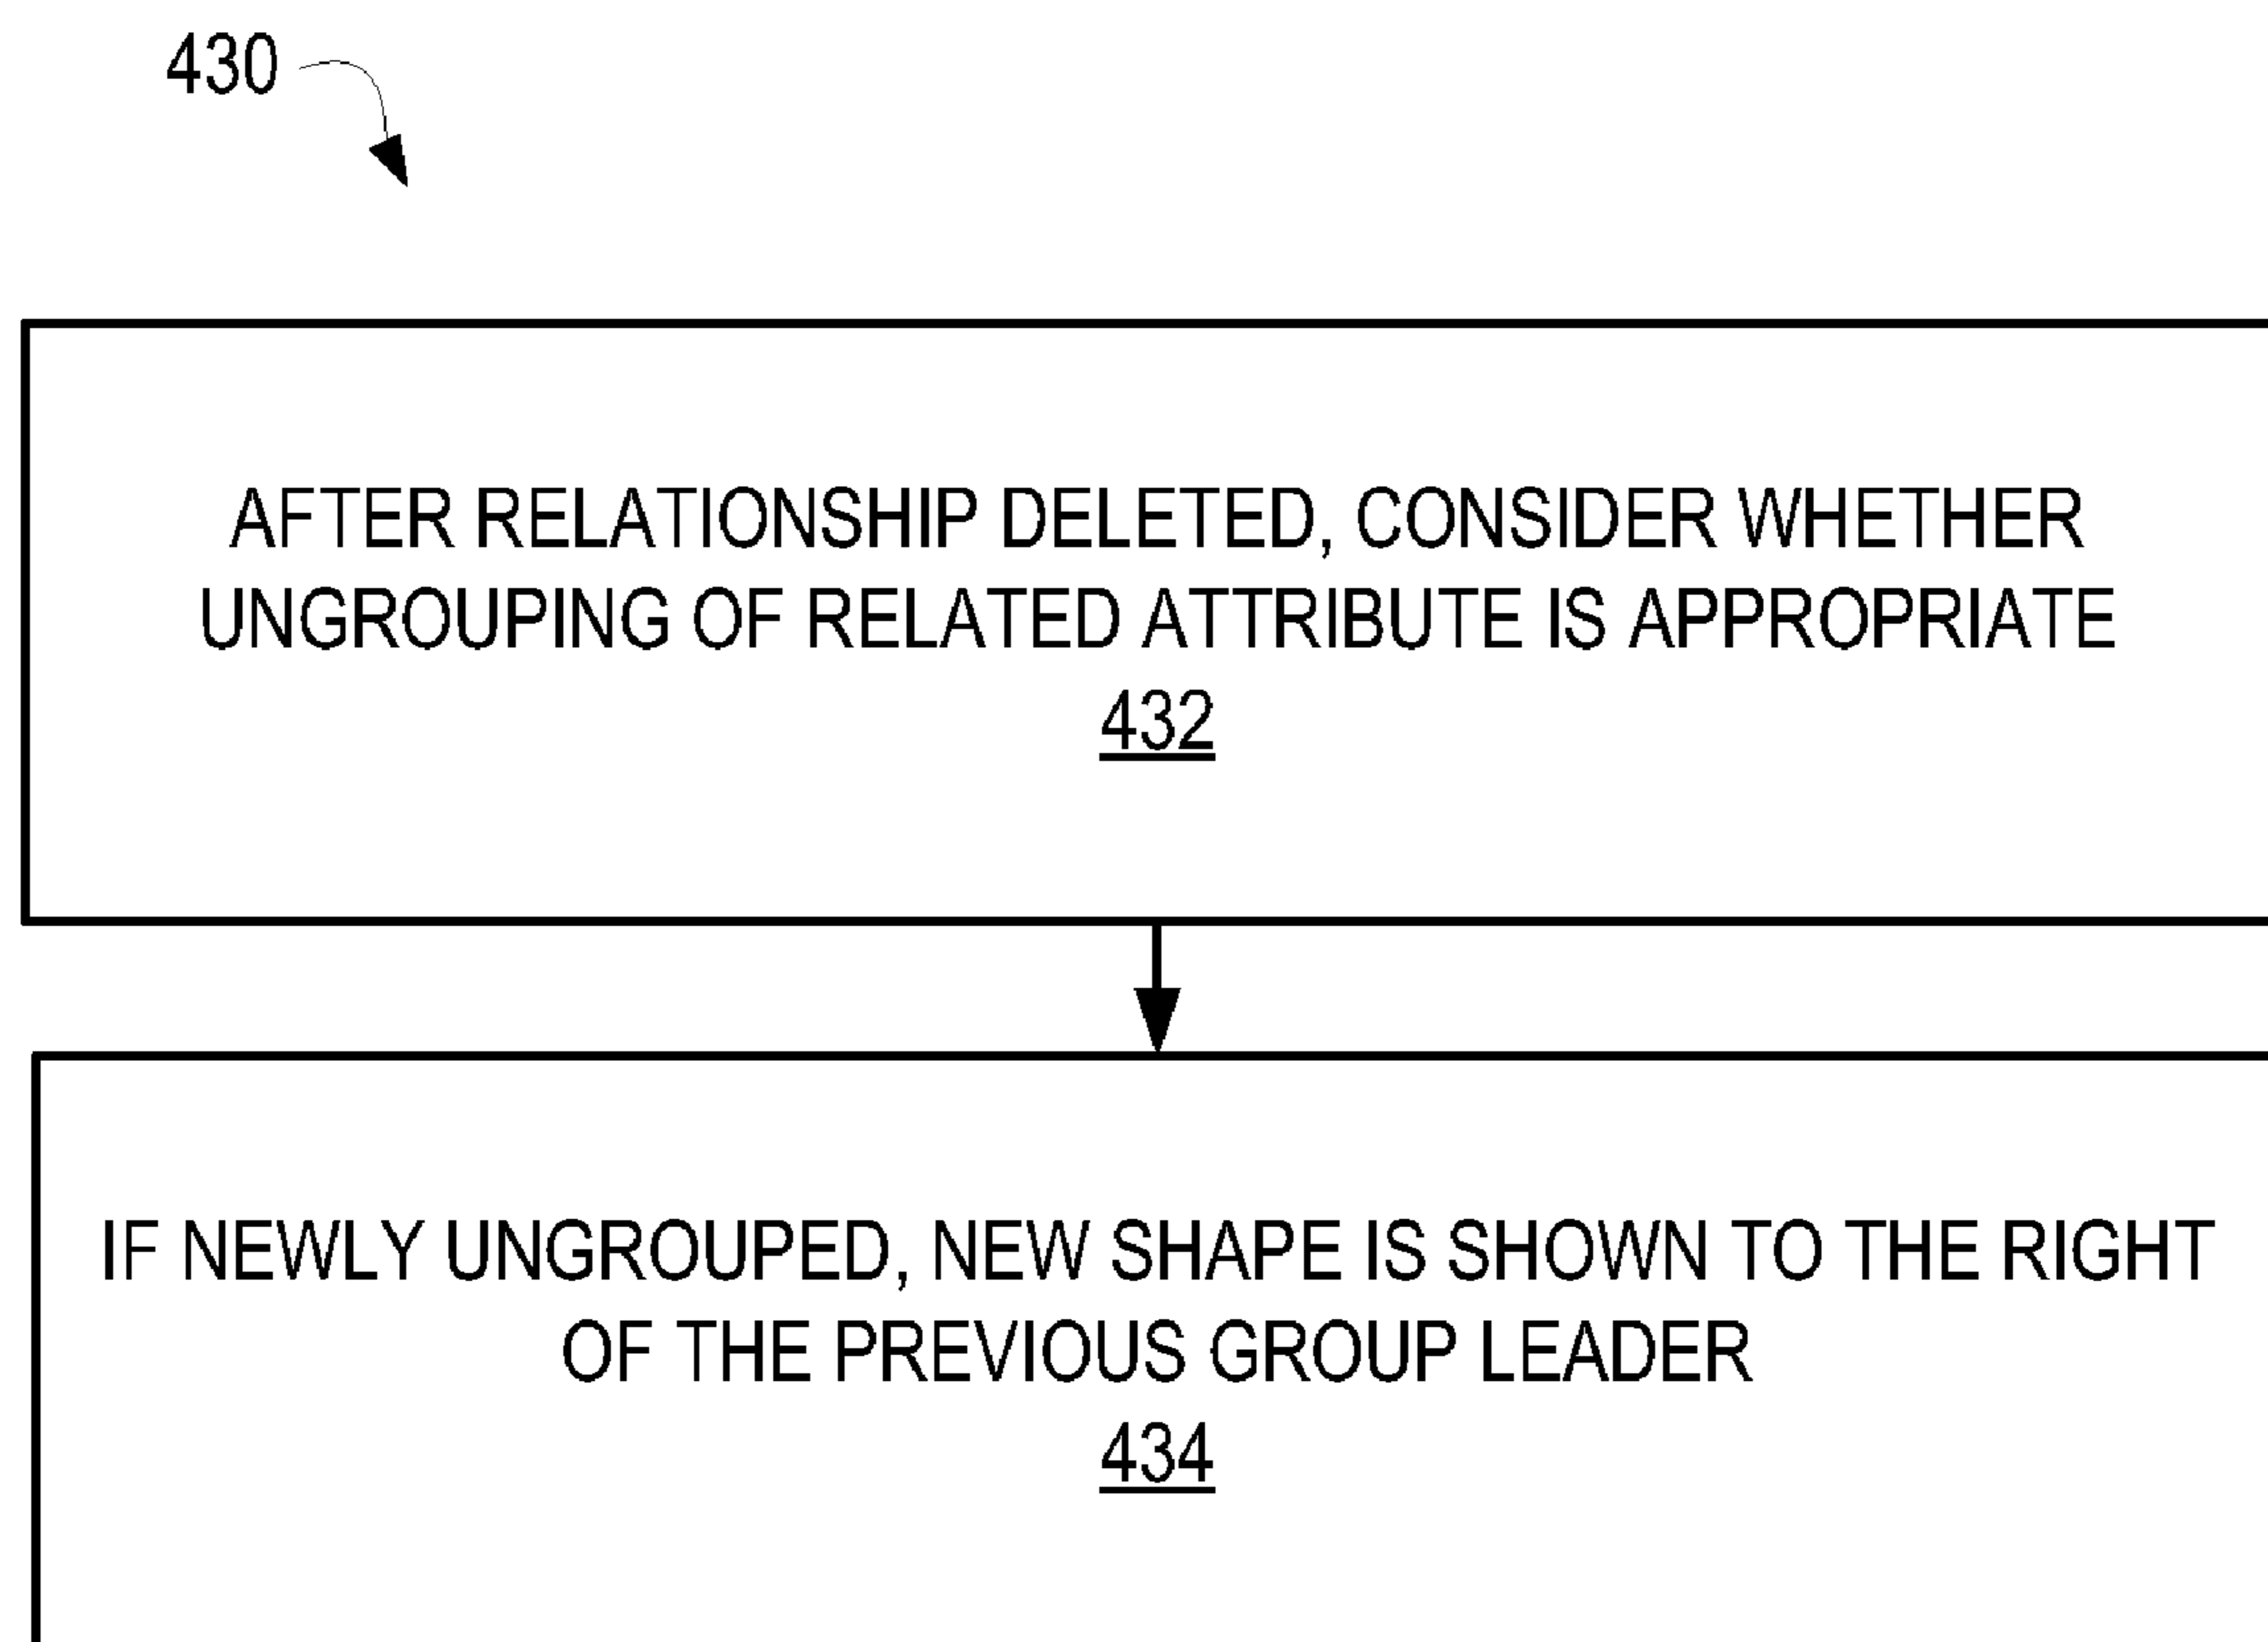 430
AFTER RELATIONSHIP DELETED, CONSIDER WHETHER
UNGROUPING OF RELATED ATTRIBUTE IS APPROPRIATE
432
IF NEWLY UNGROUPED, NEW SHAPE IS SHOWN TO THE RIGHT
OF THE PREVIOUS GROUP LEADER
434